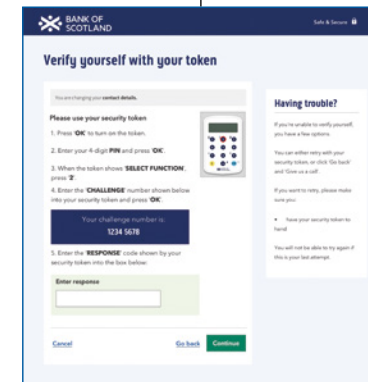 BANK OF
SCOTLAND
Safe & Secure
Verify yourself with your token
You are changing your contact details.
Please use your security token
1. Press 'OK' to turn on the token.
2. Enter your 4-digit PIN and press 'OK'.
3. When the token shows 'SELECT FUNCTION',
press '2'.
4. Enter the 'CHALLENGE' number shown below
into your security token and press 'OK'.
Your challenge number is:
1234 5678
5. Enter the 'RESPONSE' code shown by your
security token into the box below:
Enter response
Cancel
Go back
Continue
Having trouble?
If you're unable to verify yourself,
you have a few options.
You can either retry with your
security token, or click 'Go back'
and 'Give us a call'.
If you want to retry, please make
sure you:
• have your security token to
hand
You will not be able to try again if
this is your last attempt.